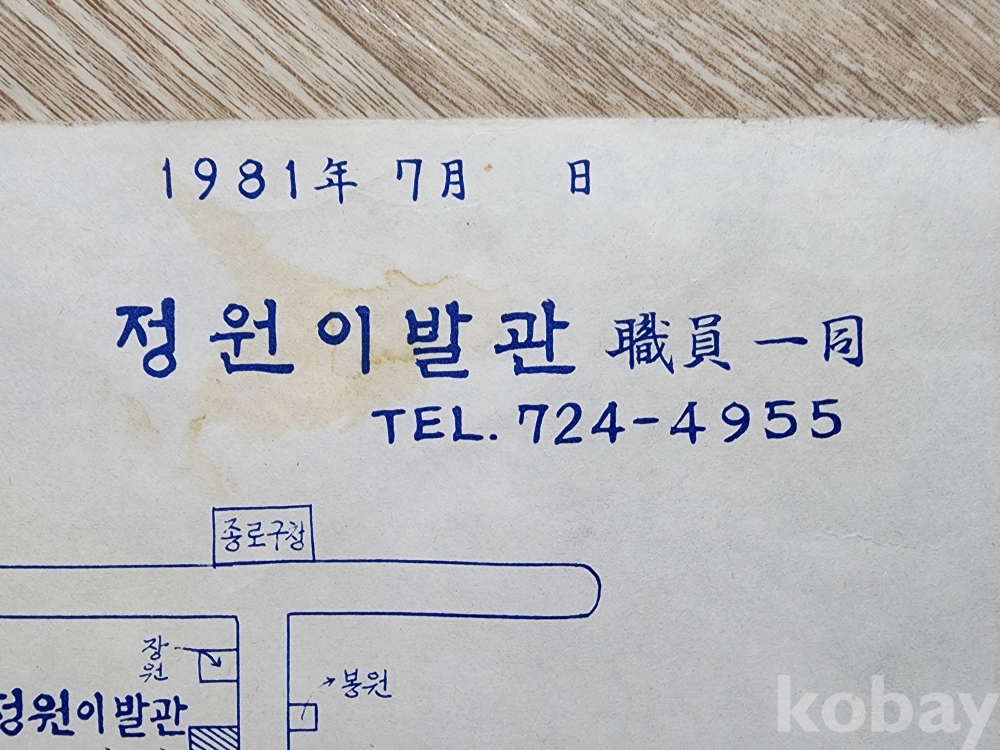 1981年 7月 日
정원이발관 職員一同
TEL. 724-4955
종로구청
장원
봉원
정원이발관
kobay